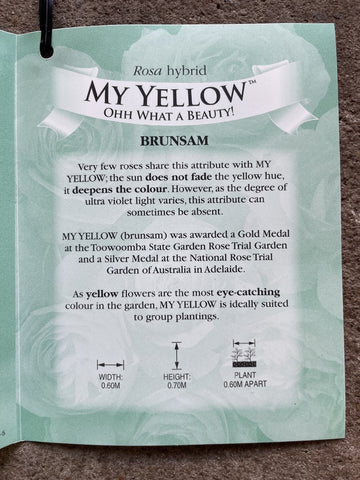 Rosa hybrid
MY YELLOW™
OHH WHAT A BEAUTY!
BRUNSAM
Very few roses share this attribute with MY
YELLOW; the sun does not fade the yellow hue,
it deepens the colour. However, as the degree of
ultra violet light varies, this attribute can
sometimes be absent.
MY YELLOW (brunsam) was awarded a Gold Medal
at the Toowoomba State Garden Rose Trial Garden
and a Silver Medal at the National Rose Trial
Garden of Australia in Adelaide.
As yellow flowers are the most eye-catching
colour in the garden, MY YELLOW is ideally suited
to group plantings.
WIDTH: HEIGHT: PLANT
0.60M 0.70M 0.60M APART